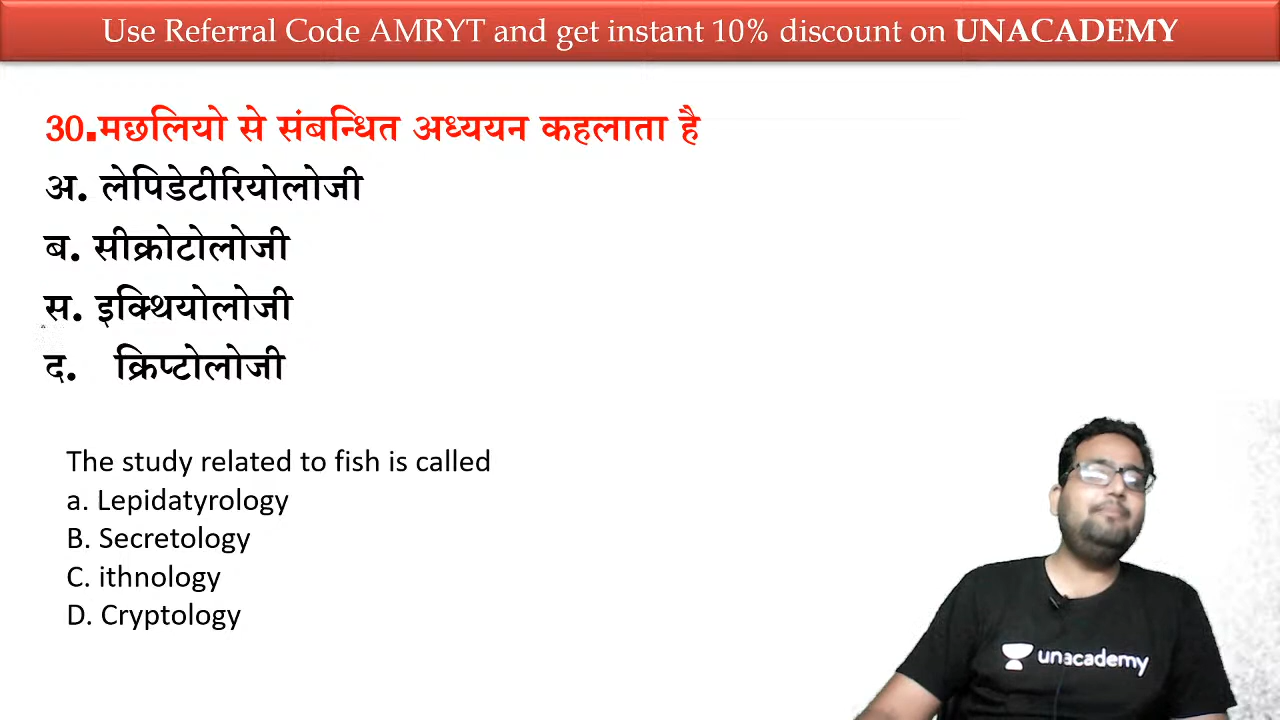 Use Referral Code AMRYT and get instant 10% discount on UNACADEMY
30.मछलियो से संबन्धित अध्ययन कहलाता है
अ. लेपिडेटीरियोलोजी
ब. सीक्रोटोलोजी
स. इक्थियोलोजी
द. क्रिप्टोलोजी
The study related to fish is called
a. Lepidatyrology
B. Secretology
C. ithnology
D. Cryptology
unacademy